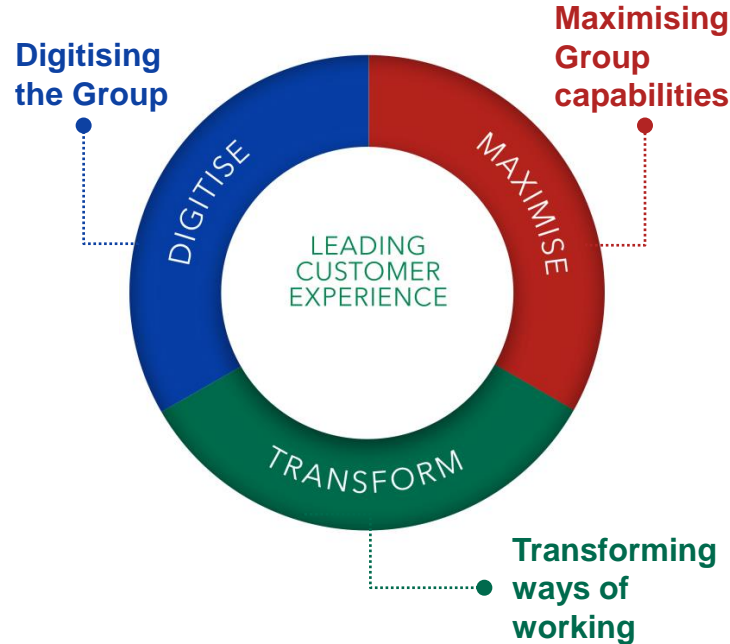 Digitising
the Group
Maximising
Group
capabilities
DIGITISE
MAXIMISE
LEADING
CUSTOMER
EXPERIENCE
TRANSFORM
Transforming
ways of
working